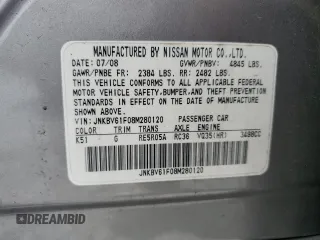 MANUFACTURED BY NISSAN MOTOR CO.,LTD.
DATE: 07/08 GVWR/PNBV: 4845 LBS.
GAWR/PNBE FR: 2384 LBS. RR: 2482 LBS.
THIS VEHICLE CONFORMS TO ALL APPLICABLE FEDERAL
MOTOR VEHICLE SAFETY,BUMPER,AND THEFT PREVENTION
STANDARDS IN EFFECT ON THE DATE OF MANUFACTURE
SHOWN ABOVE.
VIN:JNKBV61F08M280120 PASSENGER CAR
COLOR TRIM TRANS AXLE ENGINE
K51 G RE5R05A RC36 VQ35(HR) 3498CC
JNKBV61F08M280120